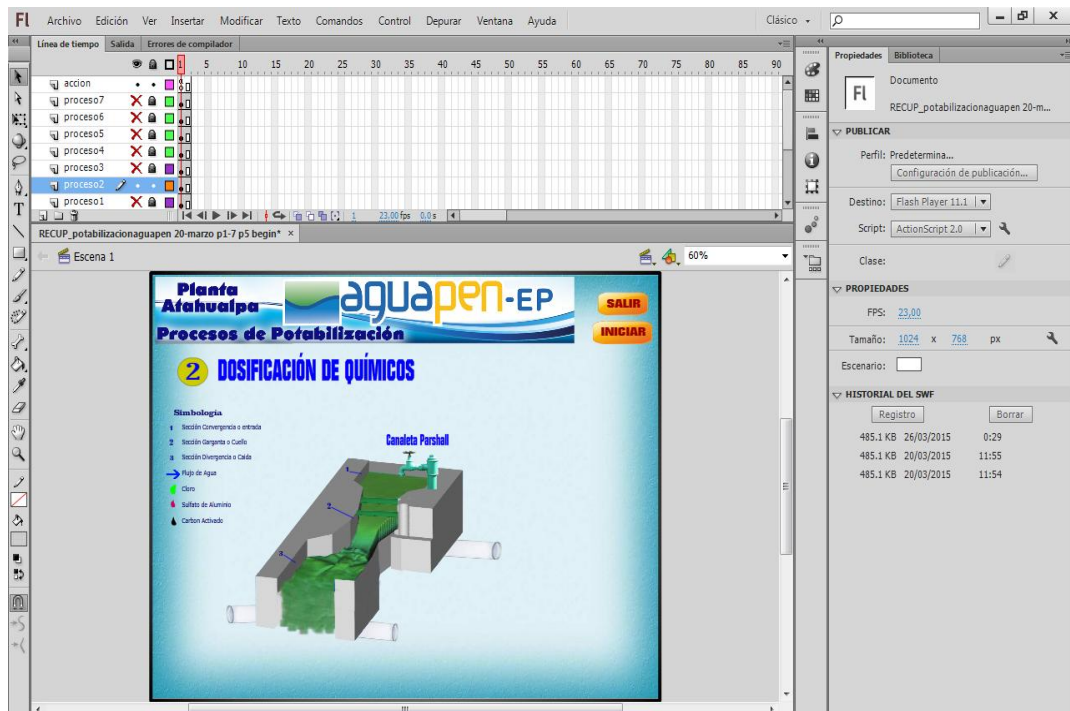 Fl Archivo Edición Ver Insertar Modificar Texto Comandos Control Depurar Ventana Ayuda Clásico
Línea de tiempo Salida Errores de compilador
1 5 10 15 20 25 30 35 40 45 50 55 60 65 70 75 80 85 90
accion
proceso7
proceso6
proceso5
proceso4
proceso3
proceso2
proceso1
1 23.00 fps 0.0 s
RECUP_potabilizacionaguapen 20-marzo p1-7 p5 begin* ×
Escena 1 60%
Planta
Atahualpa
aguapen-EP
Procesos de Potabilización
SALIR
INICIAR
2 DOSIFICACIÓN DE QUÍMICOS
Simbología
1 Sección Convergencia o entrada
2 Sección Garganta o Cuello
3 Sección Divergencia o Caída
Flujo de Agua
Cloro
Sulfato de Aluminio
Carbon Activado
Canaleta Parshall
1
2
3
Propiedades Biblioteca
Fl
Documento
RECUP_potabilizacionaguapen 20-m...
PUBLICAR
Perfil: Predetermina...
Configuración de publicación...
Destino: Flash Player 11.1
Script: ActionScript 2.0
Clase:
PROPIEDADES
FPS: 23,00
Tamaño: 1024 x 768 px
Escenario:
HISTORIAL DEL SWF
Registro Borrar
485.1 KB 26/03/2015 0:29
485.1 KB 20/03/2015 11:55
485.1 KB 20/03/2015 11:54